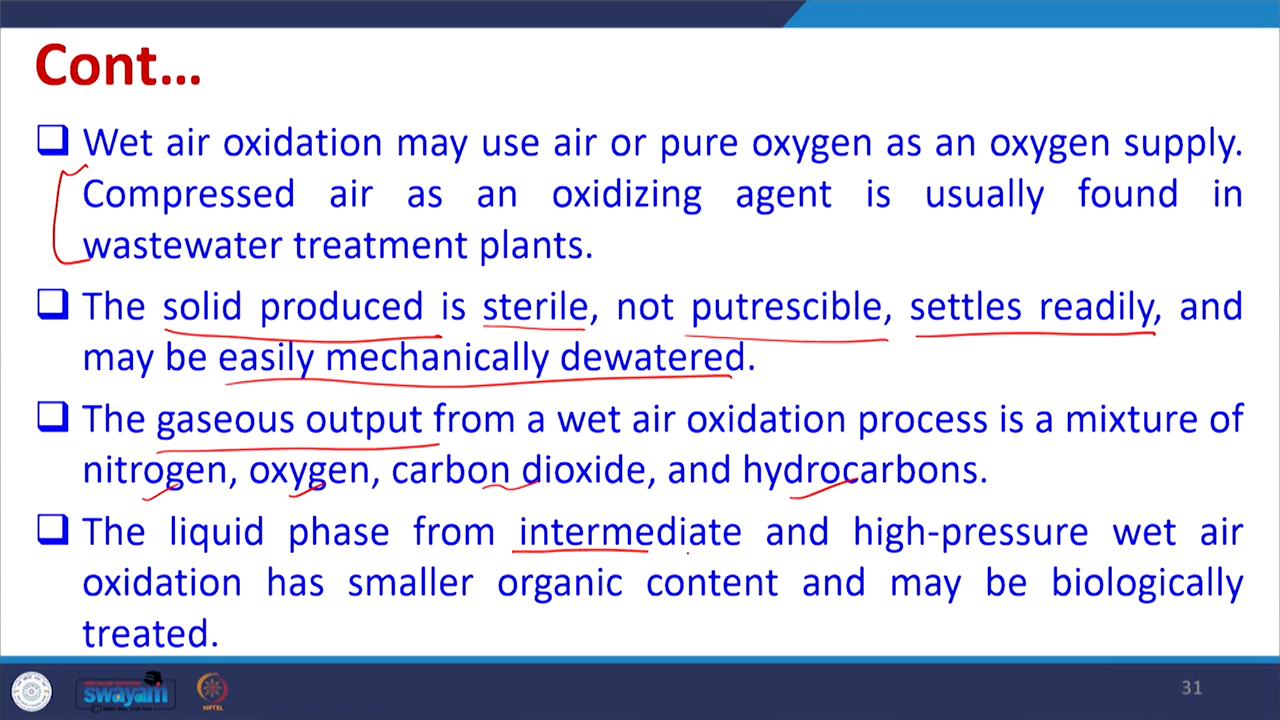 Cont...
❑ Wet air oxidation may use air or pure oxygen as an oxygen supply.
Compressed air as an oxidizing agent is usually found in
wastewater treatment plants.
❑ The solid produced is sterile, not putrescible, settles readily, and
may be easily mechanically dewatered.
❑ The gaseous output from a wet air oxidation process is a mixture of
nitrogen, oxygen, carbon dioxide, and hydrocarbons.
❑ The liquid phase from intermediate and high-pressure wet air
oxidation has smaller organic content and may be biologically
treated.
swayam
NPTEL
31